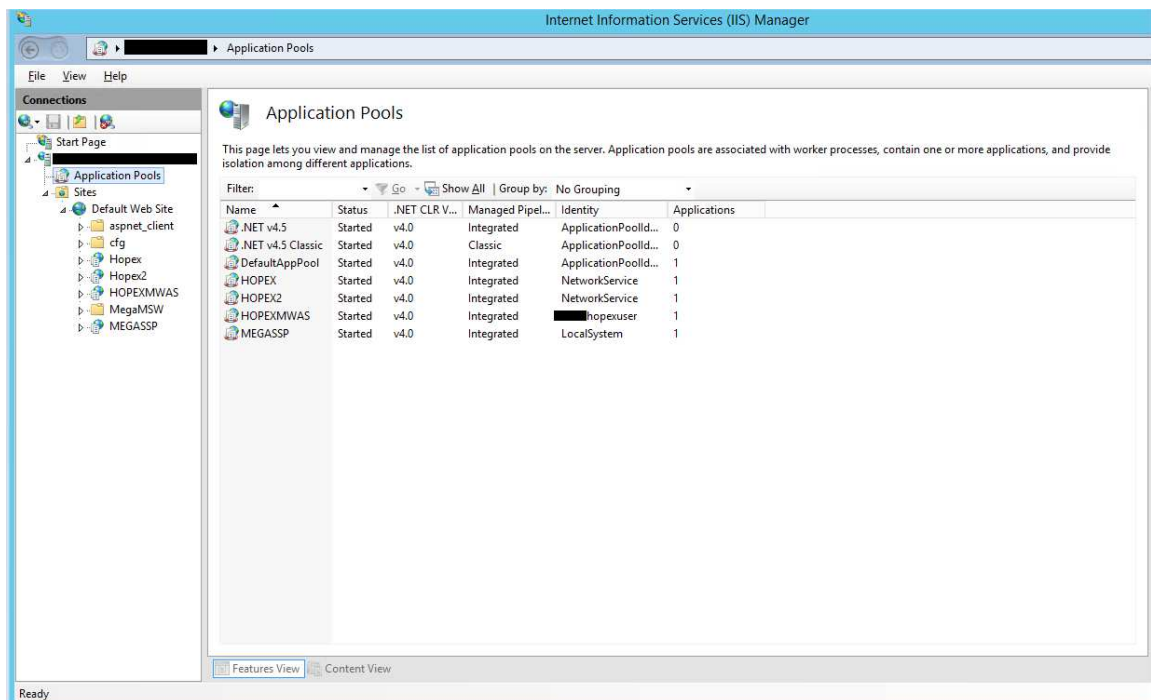 Internet Information Services (IIS) Manager
Application Pools
File View Help
Connections
Start Page
Application Pools
Sites
Default Web Site
aspnet_client
cfg
Hopex
Hopex2
HOPEXMWAS
MegaMSW
MEGASSP
Application Pools
This page lets you view and manage the list of application pools on the server. Application pools are associated with worker processes, contain one or more applications, and provide
isolation among different applications.
Filter: Go Show All Group by: No Grouping
Name Status .NET CLR V... Managed Pipel... Identity Applications
.NET v4.5 Started v4.0 Integrated ApplicationPoolId... 0
.NET v4.5 Classic Started v4.0 Classic ApplicationPoolId... 0
DefaultAppPool Started v4.0 Integrated ApplicationPoolId... 1
HOPEX Started v4.0 Integrated NetworkService 1
HOPEX2 Started v4.0 Integrated NetworkService 1
HOPEXMWAS Started v4.0 Integrated hopexuser 1
MEGASSP Started v4.0 Integrated LocalSystem 1
Features View Content View
Ready